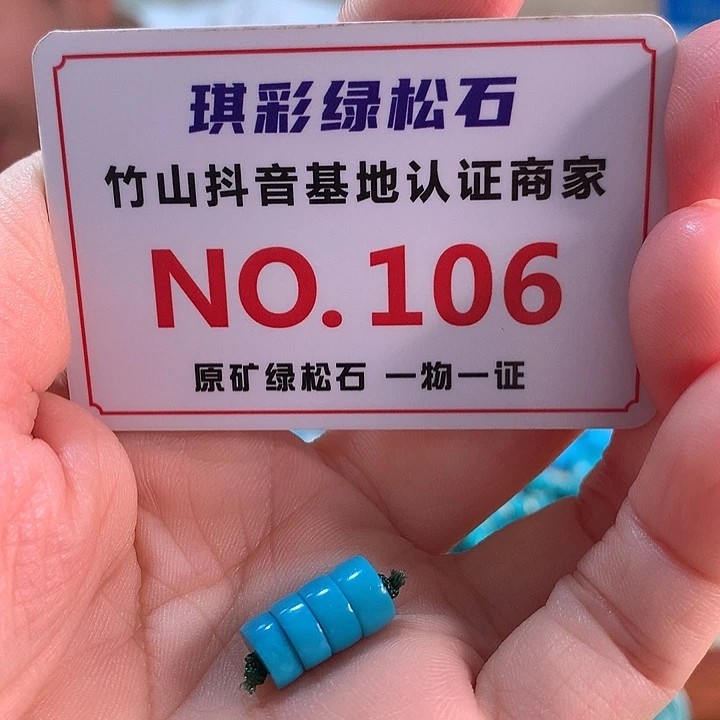 琪彩绿松石
竹山抖音基地认证商家
NO.106
原矿绿松石 一物一证